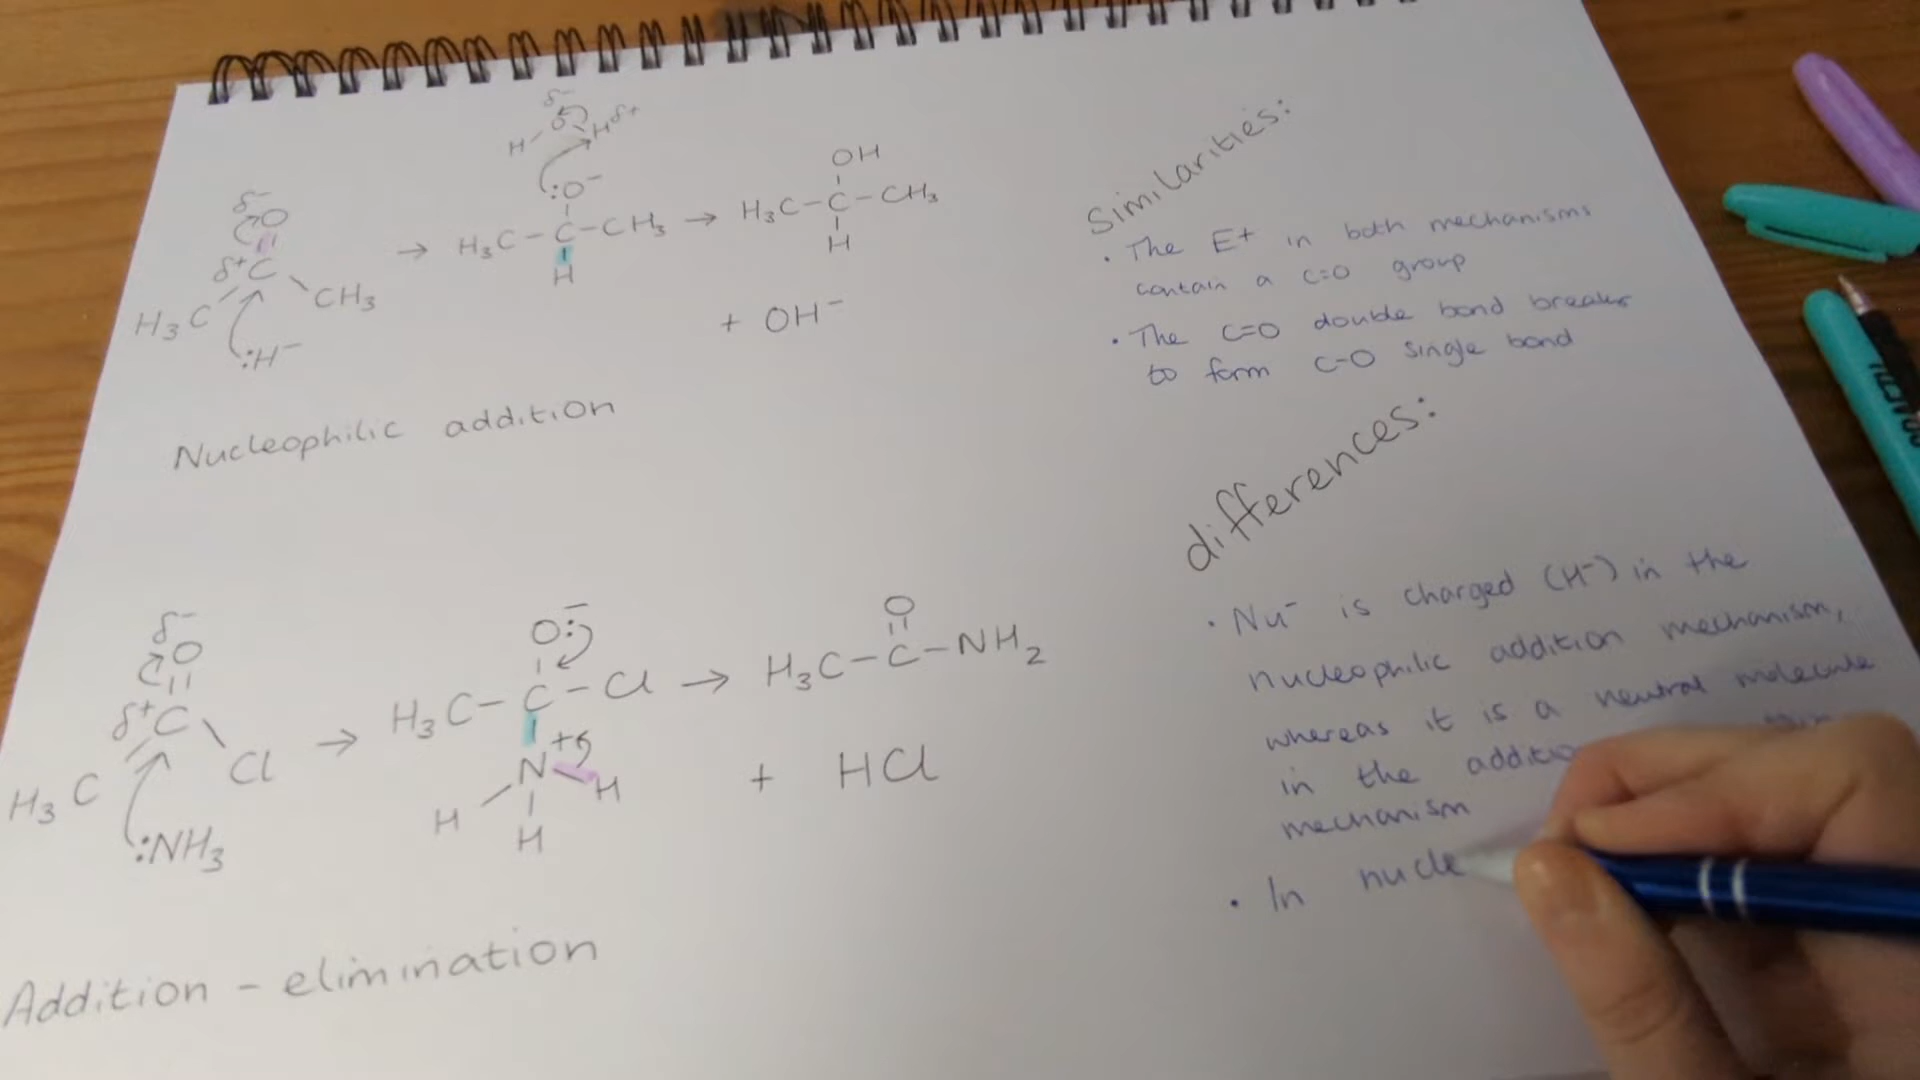 δ-
H O H δ+
δ-
O
δ+ C
H3C CH3
:H-
→
:O-
H3C-C-CH3
H
→
OH
H3C-C-CH3
H
+ OH-
Nucleophilic addition
δ-
O
δ+ C
H3C Cl
:NH3
→
O:-
H3C-C-Cl
N+
H H
H
→
O
H3C-C-NH2
+ HCl
Addition - elimination
Similarities:
• The E+ in both mechanisms
contain a C=O group
• The C=O double bond breaks
to form C-O single bond
differences:
• Nu- is charged (H-) in the
nucleophilic addition mechanism,
whereas it is a neutral molecule
in the
mechanism
• In nucle